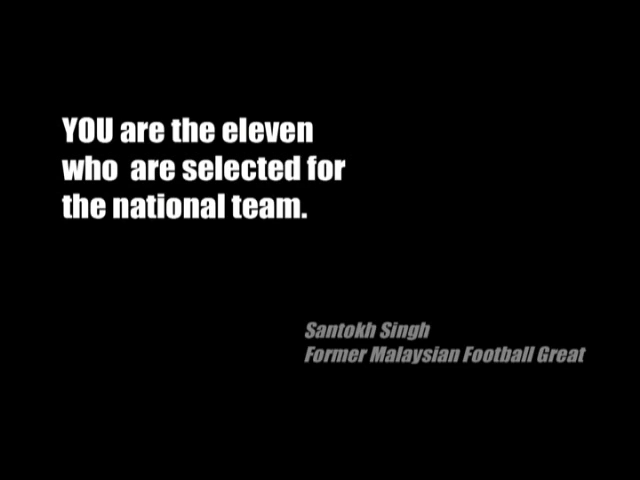 YOU are the eleven
who  are selected for
the national team.
Santokh Singh
Former Malaysian Football Great